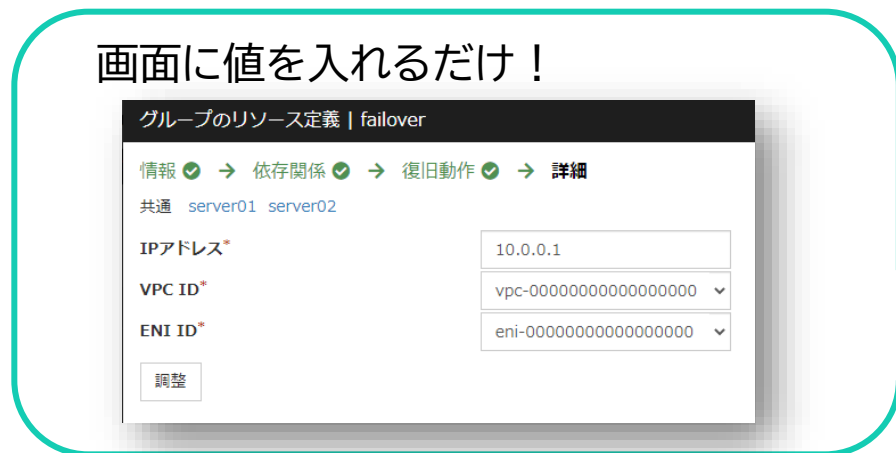 画面に値を入れるだけ！
グループのリソース定義 | failover
情報 → 依存関係 → 復旧動作 → 詳細
共通 server01 server02
IPアドレス* 10.0.0.1
VPC ID* vpc-00000000000000000
ENI ID* eni-00000000000000000
調整